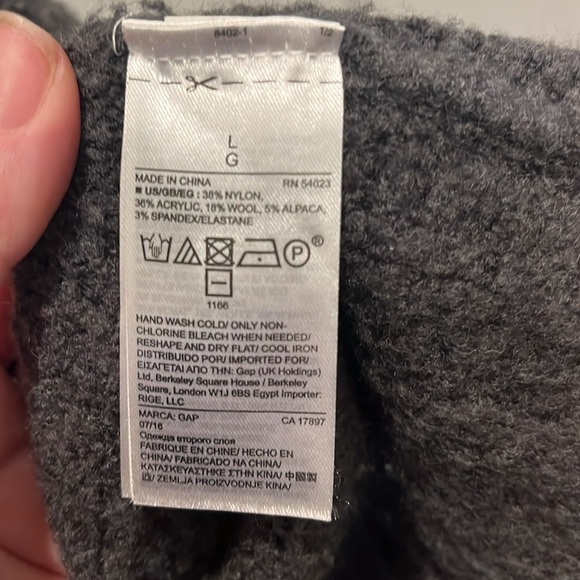 8402-1 1/2
L
G
MADE IN CHINA RN 54023
■ US/GB/EG : 38% NYLON,
36% ACRYLIC, 18% WOOL, 5% ALPACA,
3% SPANDEX/ELASTANE
P®
1166
HAND WASH COLD/ ONLY NON-
CHLORINE BLEACH WHEN NEEDED/
RESHAPE AND DRY FLAT/ COOL IRON
DISTRIBUIDO POR/ IMPORTED FOR/
ΕΙΣΑΓΕΤΑΙ ΑΠΟ ΤΗΝ: Gap (UK Holdings)
Ltd, Berkeley Square House / Berkeley
Square, London W1J 6BS Egypt Importer:
RIGE, LLC
MARCA: GAP CA 17897
07/16
Одежда второго слоя
FABRIQUE EN CHINE/ HECHO EN
CHINA/ FABRICADO NA CHINA/
ΚΑΤΑΣΚΕΥΑΣΤΗΚΕ ΣΤΗΝ ΚΙΝΑ/ 中國製
造/ ZEMLJA PROIZVODNJE KINA/